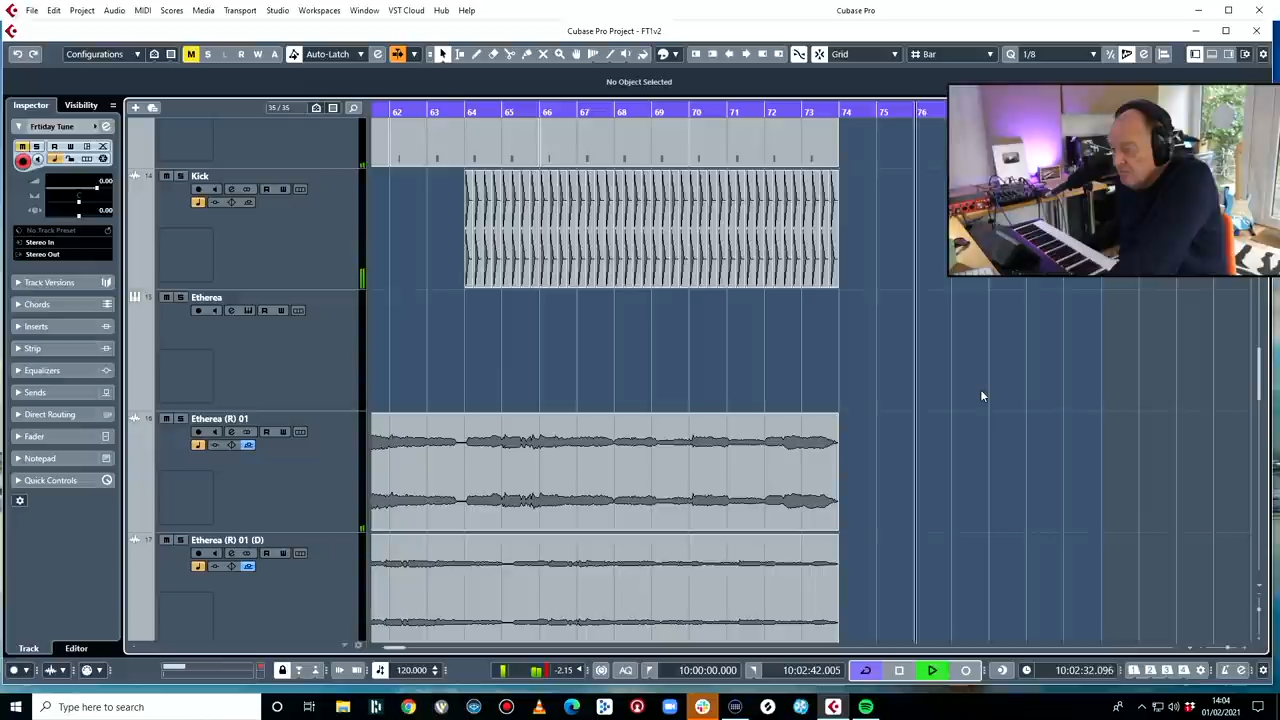 File Edit Project Audio MIDI Scores Media Transport Studio Workspaces Window VST Cloud Hub Help Cubase Pro
Cubase Pro Project - FT1v2
Configurations M S L R W A Auto-Latch Grid Bar Q 1/8
No Object Selected
Inspector Visibility 35 / 35 62 63 64 65 66 67 68 69 70 71 72 73 74 75 76
Frtiday Tune
M S R W
0.00
C
0.00
No Track Preset
Stereo In
Stereo Out
Track Versions
Chords
Inserts
Strip
Equalizers
Sends
Direct Routing
Fader
Notepad
Quick Controls
14 M S Kick
R W
15 M S Etherea
R W
16 M S Etherea (R) 01
R W
17 M S Etherea (R) 01 (D)
R W
Track Editor
120.000 -2.15 AQ 10:00:00.000 10:02:42.005 10:02:32.096 1 2 3 4
Type here to search
14:04
01/02/2021